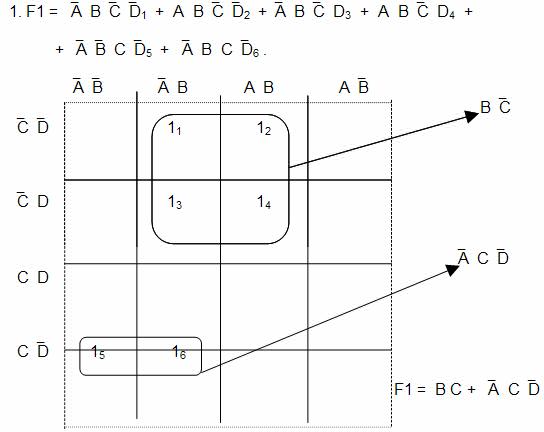 1. F1 = A̅ B C̅ D̅₁ + A B C̅ D̅₂ + A̅ B C̅ D₃ + A B C̅ D₄ +
+ A̅ B̅ C D̅₅ + A̅ B C D̅₆ .
A̅ B̅ A̅ B A B A B̅
B C̅
C̅ D̅ 1₁ 1₂
C̅ D 1₃ 1₄
A̅ C D̅
C D
C D̅ 1₅ 1₆
F1 = B C + A̅ C D̅